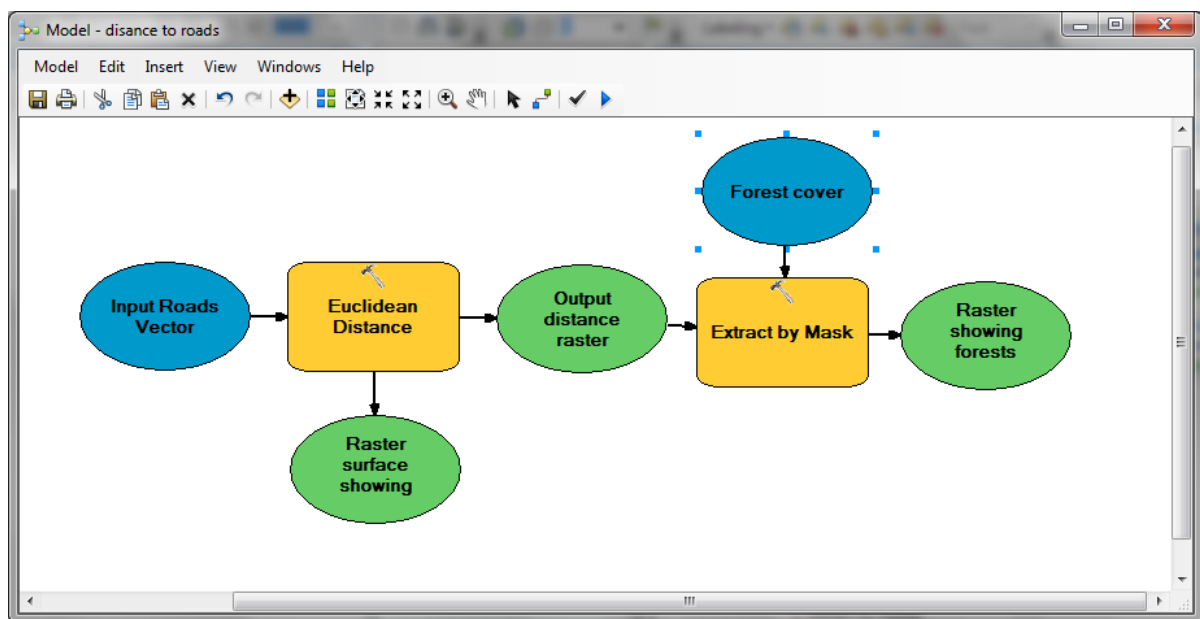 Model - disance to roads
Model Edit Insert View Windows Help
Forest cover
Input Roads
Vector
Euclidean
Distance
Output
distance
raster
Extract by Mask
Raster
showing
forests
Raster
surface
showing